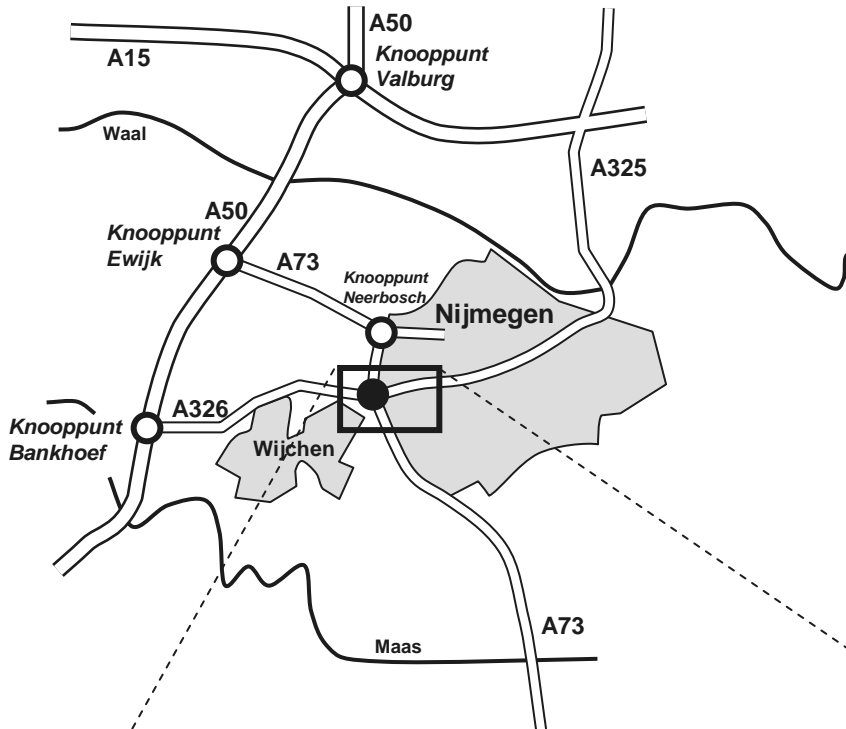 A50
A15
Knooppunt
Valburg
Waal
A325
A50
Knooppunt
Ewijk
A73
Knooppunt
Neerbosch
Nijmegen
A326
Knooppunt
Bankhoef
Wijchen
A73
Maas